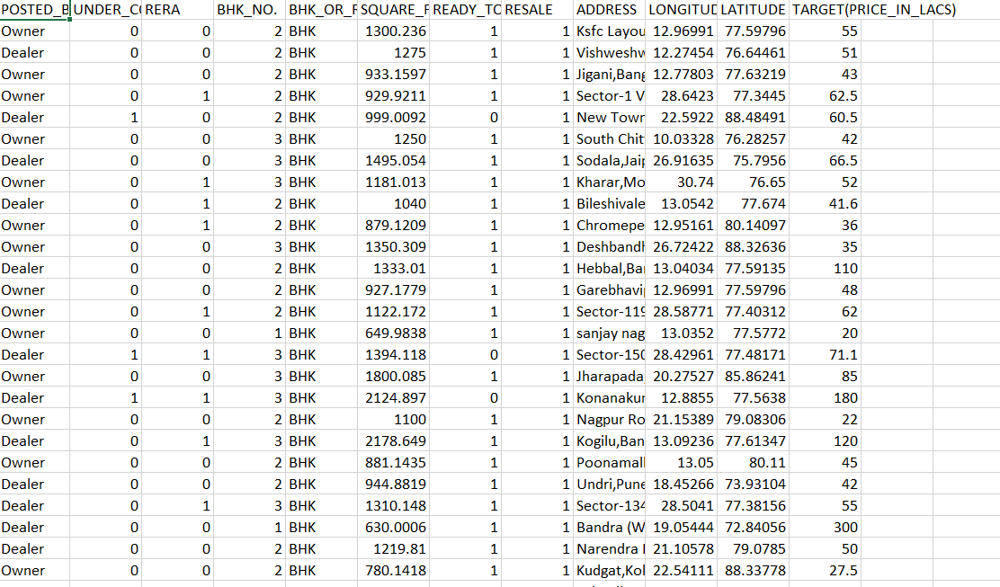 POSTED_B UNDER_CO RERA BHK_NO. BHK_OR_R SQUARE_F READY_TO RESALE ADDRESS LONGITUD LATITUDE TARGET(PRICE_IN_LACS)
Owner 0 0 2 BHK 1300.236 1 1 Ksfc Layou 12.96991 77.59796 55
Dealer 0 0 2 BHK 1275 1 1 Vishweshw 12.27454 76.64461 51
Owner 0 0 2 BHK 933.1597 1 1 Jigani,Bang 12.77803 77.63219 43
Owner 0 1 2 BHK 929.9211 1 1 Sector-1 V 28.6423 77.3445 62.5
Dealer 1 0 2 BHK 999.0092 0 1 New Town 22.5922 88.48491 60.5
Owner 0 0 3 BHK 1250 1 1 South Chit 10.03328 76.28257 42
Dealer 0 0 3 BHK 1495.054 1 1 Sodala,Jaip 26.91635 75.7956 66.5
Owner 0 1 3 BHK 1181.013 1 1 Kharar,Mo 30.74 76.65 52
Dealer 0 1 2 BHK 1040 1 1 Bileshivale 13.0542 77.674 41.6
Owner 0 1 2 BHK 879.1209 1 1 Chromepe 12.95161 80.14097 36
Owner 0 0 3 BHK 1350.309 1 1 Deshbandh 26.72422 88.32636 35
Dealer 0 0 2 BHK 1333.01 1 1 Hebbal,Ban 13.04034 77.59135 110
Owner 0 0 2 BHK 927.1779 1 1 Garebhavip 12.96991 77.59796 48
Owner 0 1 2 BHK 1122.172 1 1 Sector-119 28.58771 77.40312 62
Owner 0 0 1 BHK 649.9838 1 1 sanjay nag 13.0352 77.5772 20
Dealer 1 1 3 BHK 1394.118 0 1 Sector-150 28.42961 77.48171 71.1
Owner 0 0 3 BHK 1800.085 1 1 Jharapada, 20.27527 85.86241 85
Dealer 1 1 3 BHK 2124.897 0 1 Konanakun 12.8855 77.5638 180
Owner 0 0 2 BHK 1100 1 1 Nagpur Ro 21.15389 79.08306 22
Dealer 0 1 3 BHK 2178.649 1 1 Kogilu,Ban 13.09236 77.61347 120
Owner 0 0 2 BHK 881.1435 1 1 Poonamall 13.05 80.11 45
Dealer 0 0 2 BHK 944.8819 1 1 Undri,Pune 18.45266 73.93104 42
Dealer 0 1 3 BHK 1310.148 1 1 Sector-134 28.5041 77.38156 55
Dealer 0 0 1 BHK 630.0006 1 1 Bandra (W 19.05444 72.84056 300
Dealer 0 0 2 BHK 1219.81 1 1 Narendra 21.10578 79.0785 50
Owner 0 0 2 BHK 780.1418 1 1 Kudgat,Kol 22.54111 88.33778 27.5